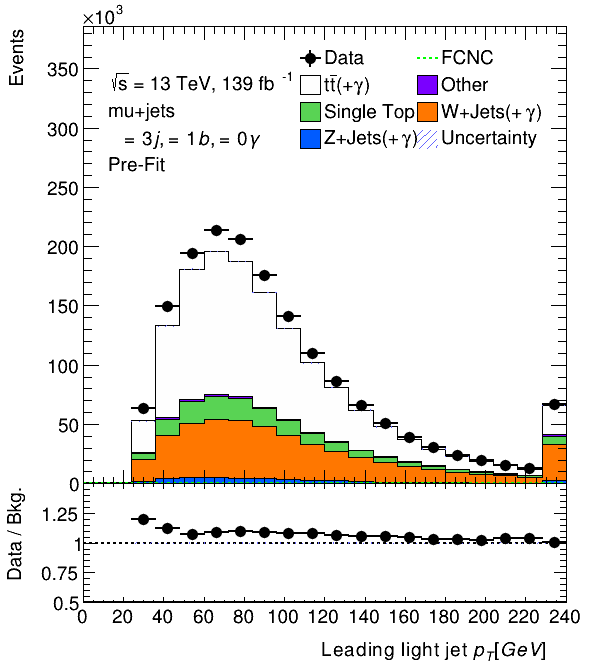 ×10³
Events
350
300
250
200
150
100
50
0
√s = 13 TeV, 139 fb⁻¹
mu+jets
= 3j, = 1b, = 0γ
Pre-Fit
Data
FCNC
tt̄(+γ)
Other
Single Top
W+Jets(+γ)
Z+Jets(+γ)
Uncertainty
Data / Bkg.
1.25
1
0.75
0.5
0 20 40 60 80 100 120 140 160 180 200 220 240
Leading light jet p_T[GeV]